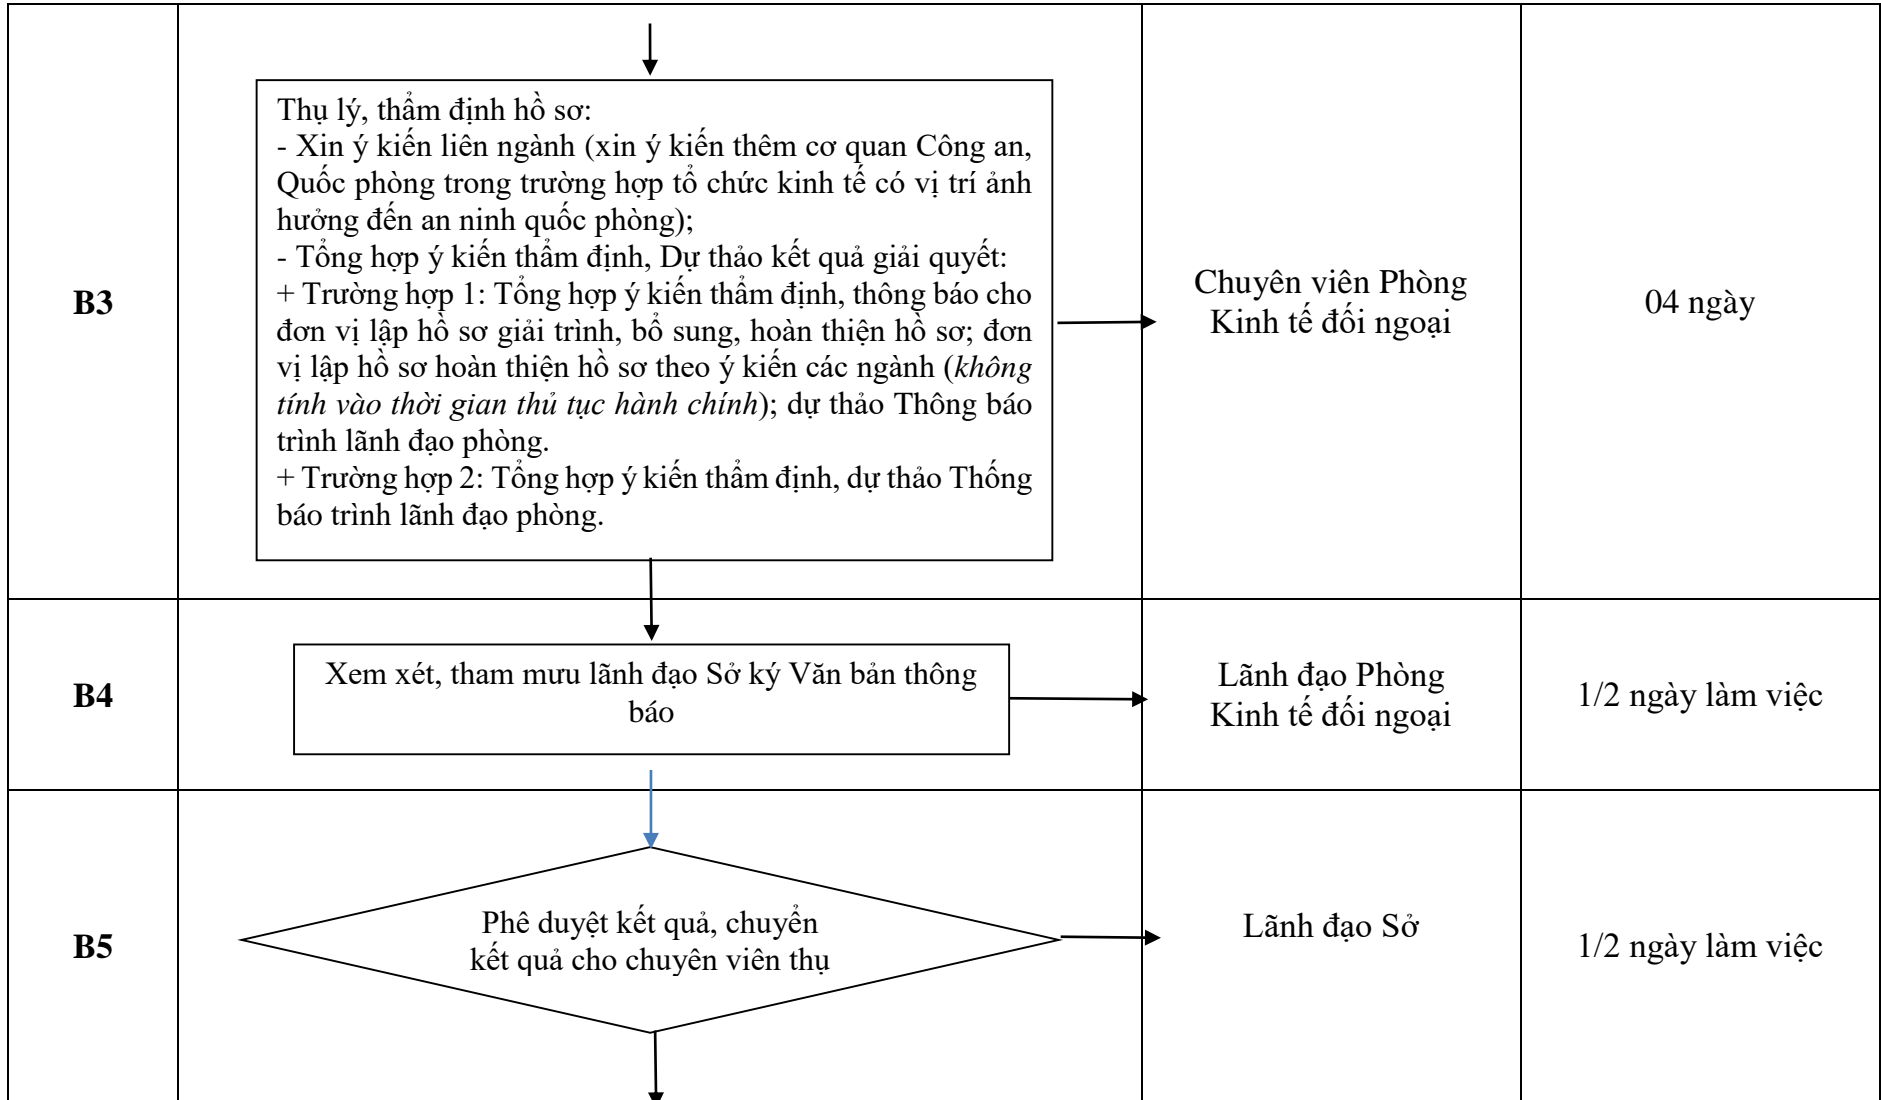 B3
Thụ lý, thẩm định hồ sơ:
- Xin ý kiến liên ngành (xin ý kiến thêm cơ quan Công an,
Quốc phòng trong trường hợp tổ chức kinh tế có vị trí ảnh
hưởng đến an ninh quốc phòng);
- Tổng hợp ý kiến thẩm định, Dự thảo kết quả giải quyết:
+ Trường hợp 1: Tổng hợp ý kiến thẩm định, thông báo cho
đơn vị lập hồ sơ giải trình, bổ sung, hoàn thiện hồ sơ; đơn
vị lập hồ sơ hoàn thiện hồ sơ theo ý kiến các ngành (không
tính vào thời gian thủ tục hành chính); dự thảo Thông báo
trình lãnh đạo phòng.
+ Trường hợp 2: Tổng hợp ý kiến thẩm định, dự thảo Thống
báo trình lãnh đạo phòng.
Chuyên viên Phòng
Kinh tế đối ngoại
04 ngày
B4
Xem xét, tham mưu lãnh đạo Sở ký Văn bản thông
báo
Lãnh đạo Phòng
Kinh tế đối ngoại
1/2 ngày làm việc
B5
Phê duyệt kết quả, chuyển
kết quả cho chuyên viên thụ
Lãnh đạo Sở
1/2 ngày làm việc